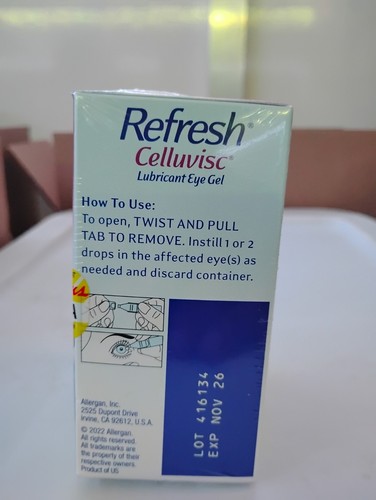 Refresh®
Celluvisc®
Lubricant Eye Gel
How To Use:
To open, TWIST AND PULL
TAB TO REMOVE. Instill 1 or 2
drops in the affected eye(s) as
needed and discard container.
Allergan, Inc.
2525 Dupont Drive
Irvine, CA 92612, U.S.A.
© 2022 Allergan.
All rights reserved.
All trademarks are
the property of their
respective owners.
Product of US
LOT 416134
EXP NOV 26